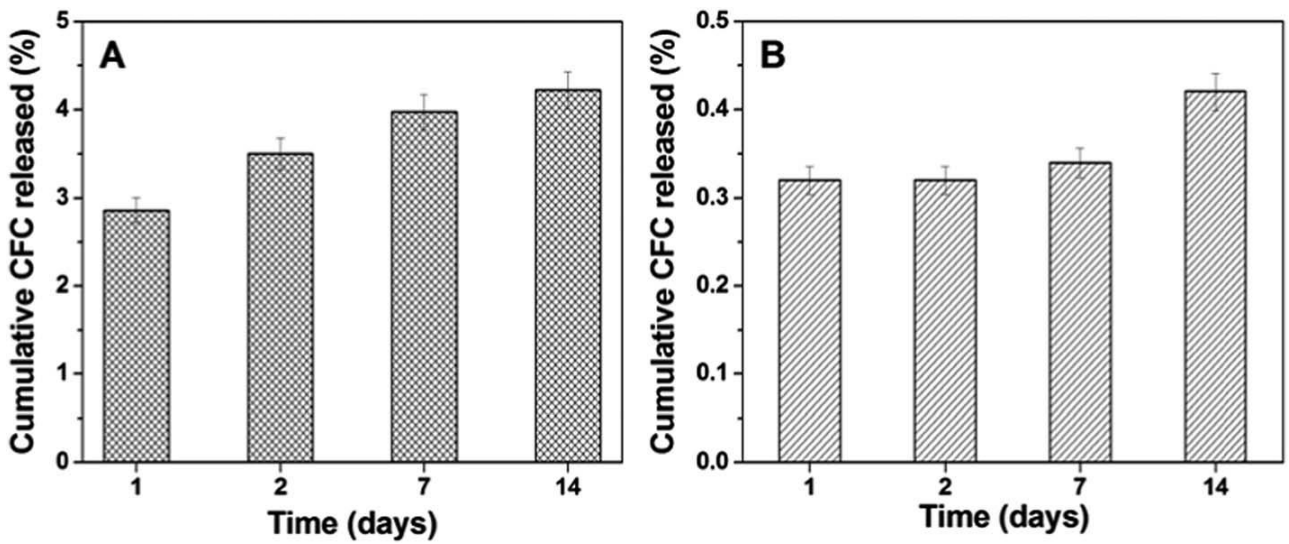 A
Cumulative CFC released (%)
5
4
3
2
1
0
1 2 7 14
Time (days)
B
Cumulative CFC released (%)
0.5
0.4
0.3
0.2
0.1
0.0
1 2 7 14
Time (days)